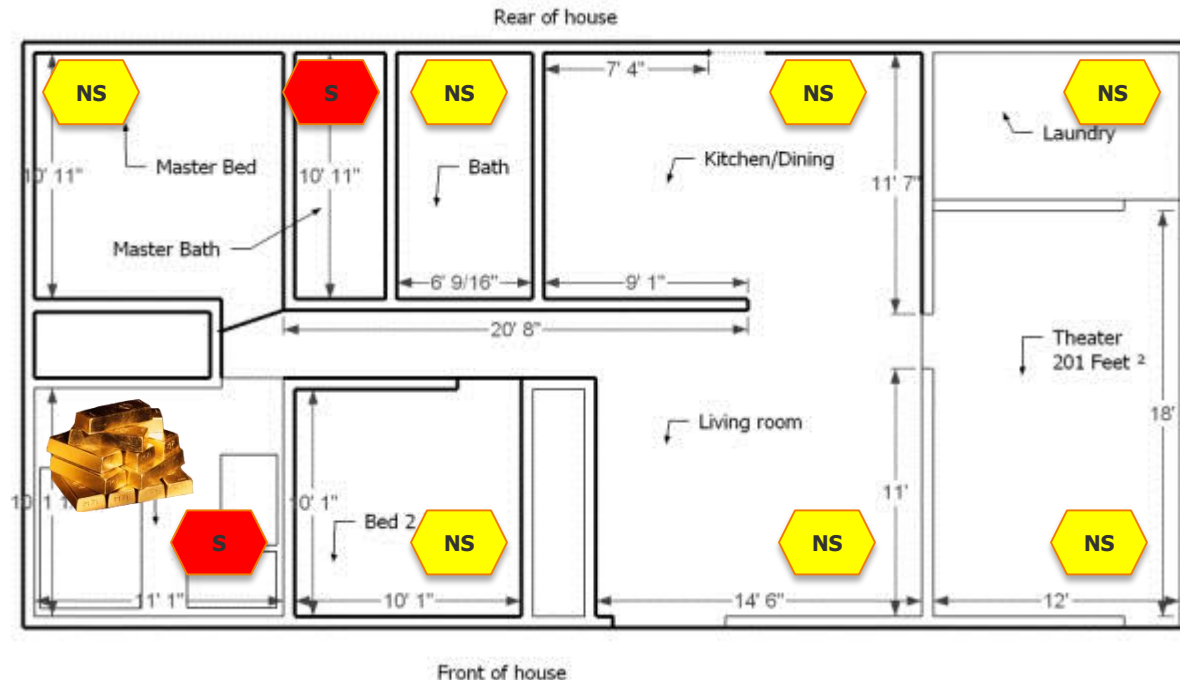 Rear of house
NS
S
NS
NS
NS
7' 4"
Laundry
Master Bed
Bath
Kitchen/Dining
10' 11"
10' 11"
11' 7"
Master Bath
6' 9/16"
9' 1"
20' 8"
Theater
201 Feet ²
Living room
18'
11'
10' 1"
Bed 2
S
NS
NS
NS
11' 1"
10' 1"
14' 6"
12'
Front of house